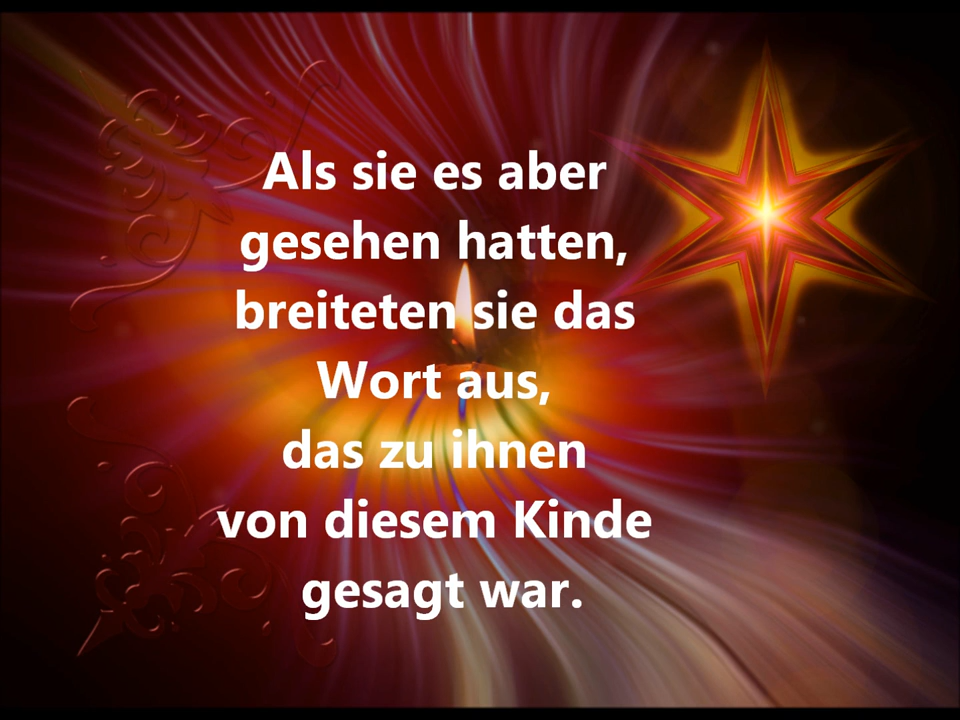 Als sie es aber
gesehen hatten,
breiteten sie das
Wort aus,
das zu ihnen
von diesem Kinde
gesagt war.